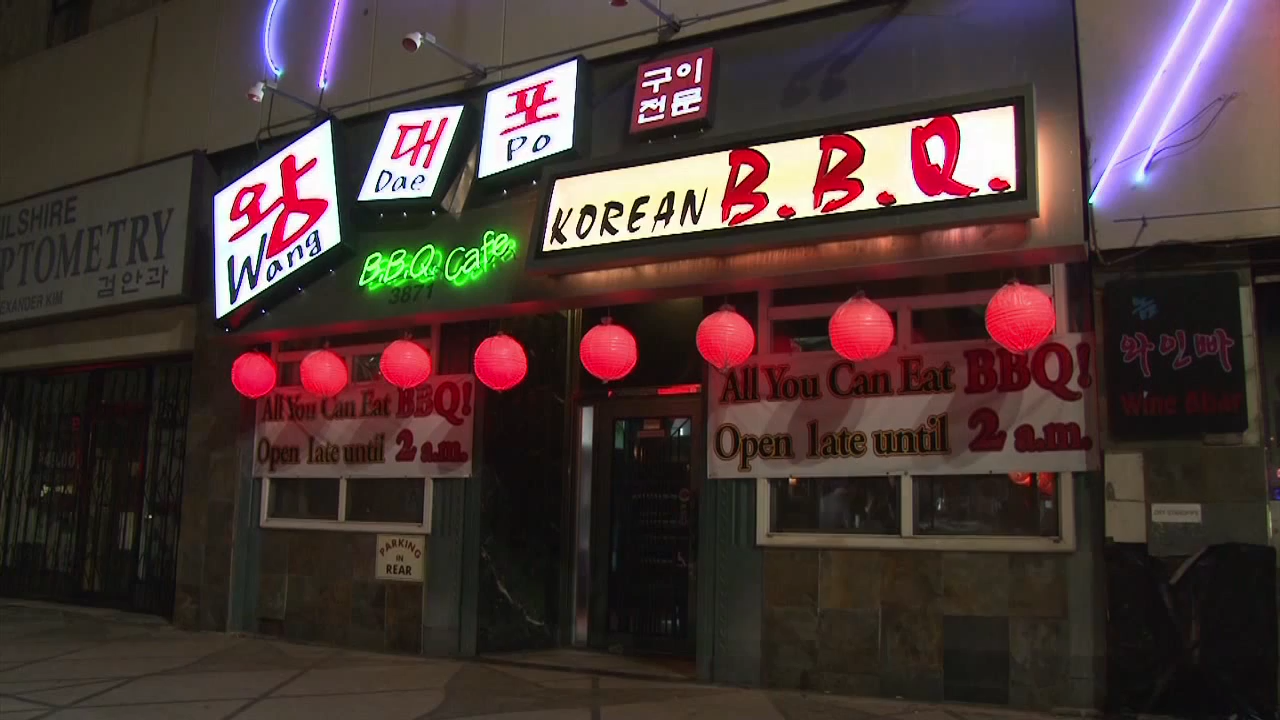 ILSHIRE
PTOMETRY
EXANDER KIM
검안과
왕
Wang
대
Dae
포
Po
구이
전문
KOREAN B.B.Q.
B.B.Q Cafe
3871
All You Can Eat BBQ!
Open late until 2 a.m.
All You Can Eat BBQ!
Open late until 2 a.m.
PARKING
IN
REAR
와인빠
Wine &Bar